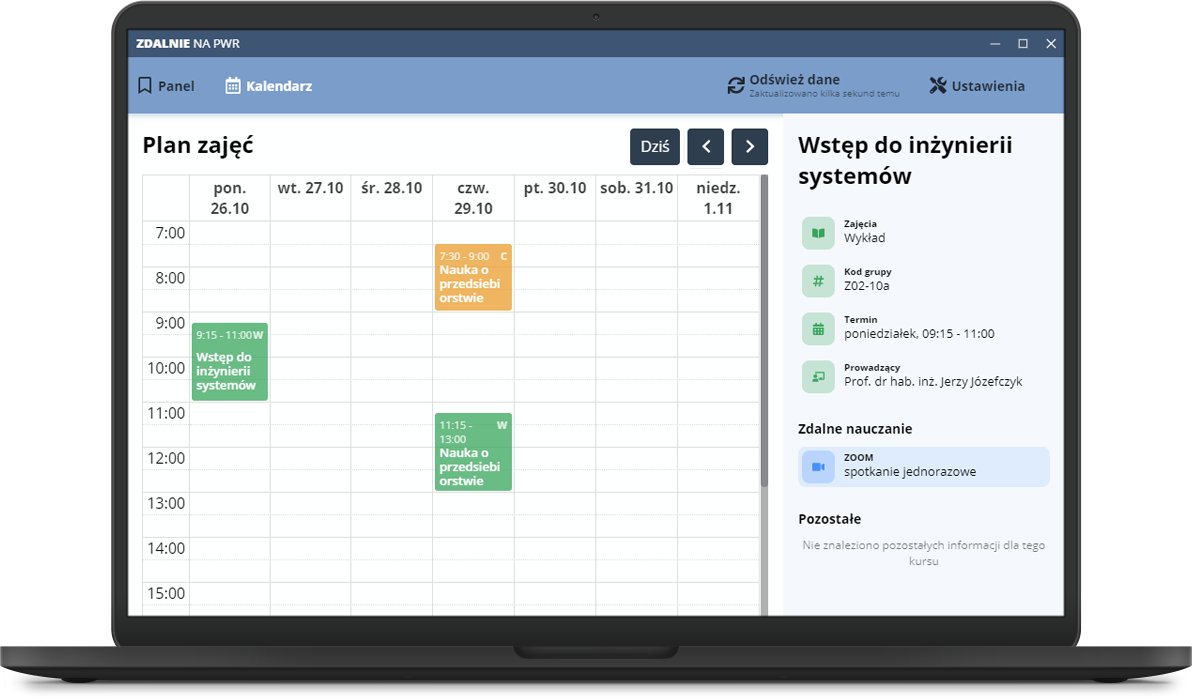 ZDALNIE NA PWR
Panel
Kalendarz
Odśwież dane
Zaktualizowano kilka sekund temu
Ustawienia
Plan zajęć
Dziś
pon.
26.10
wt. 27.10
śr. 28.10
czw.
29.10
pt. 30.10
sob. 31.10
niedz.
1.11
7:00
8:00
9:00
10:00
11:00
12:00
13:00
14:00
15:00
9:15 - 11:00 W
Wstęp do
inżynierii
systemów
7:30 - 9:00 C
Nauka o
przedsiebi
orstwie
11:15 - W
13:00
Nauka o
przedsiebi
orstwie
Wstęp do inżynierii
systemów
Zajęcia
Wykład
Kod grupy
Z02-10a
Termin
poniedziałek, 09:15 - 11:00
Prowadzący
Prof. dr hab. inż. Jerzy Józefczyk
Zdalne nauczanie
ZOOM
spotkanie jednorazowe
Pozostałe
Nie znaleziono pozostałych informacji dla tego
kursu